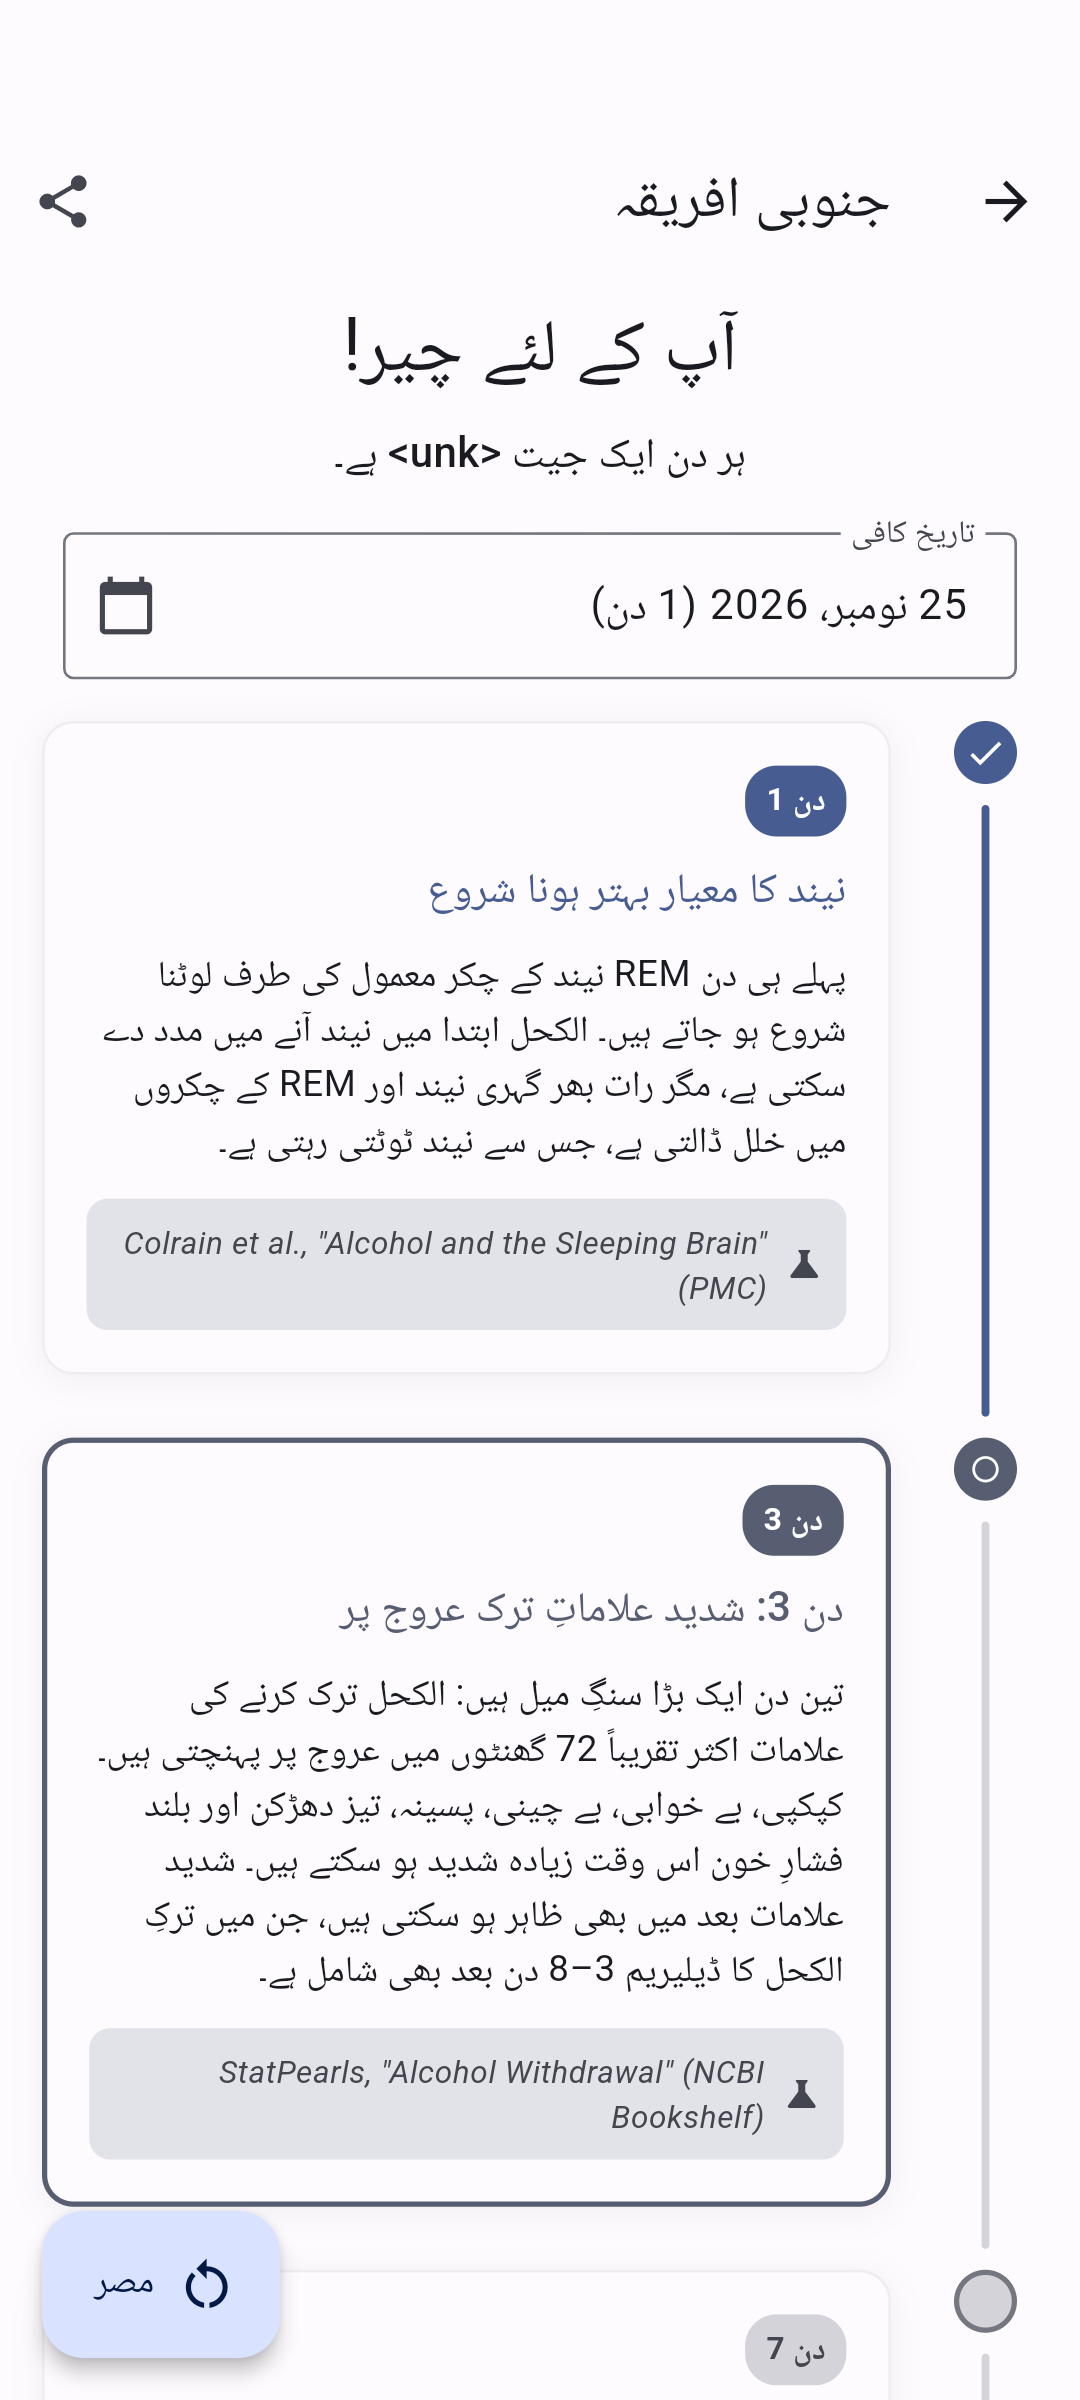 جنوبی افریقہ
آپ کے لئے چیر!
ہر دن ایک جیت <unk> ہے۔
تاریخ کافی
25 نومبر، 2026 (1 دن)
دن 1
نیند کا معیار بہتر ہونا شروع
پہلے ہی دن REM نیند کے چکر معمول کی طرف لوٹنا
شروع ہو جاتے ہیں۔ الکحل ابتدا میں نیند آنے میں مدد دے
سکتی ہے، مگر رات بھر گہری نیند اور REM کے چکروں
میں خلل ڈالتی ہے، جس سے نیند ٹوٹتی رہتی ہے۔
Colrain et al., "Alcohol and the Sleeping Brain"
(PMC)
دن 3
دن 3: شدید علاماتِ ترک عروج پر
تین دن ایک بڑا سنگِ میل ہیں: الکحل ترک کرنے کی
علامات اکثر تقریباً 72 گھنٹوں میں عروج پر پہنچتی ہیں۔
کپکپی، بے خوابی، بے چینی، پسینہ، تیز دھڑکن اور بلند
فشارِ خون اس وقت زیادہ شدید ہو سکتے ہیں۔ شدید
علامات بعد میں بھی ظاہر ہو سکتی ہیں، جن میں ترکِ
الکحل کا ڈیلیریم 3–8 دن بعد بھی شامل ہے۔
StatPearls, "Alcohol Withdrawal" (NCBI
Bookshelf)
مصر
دن 7